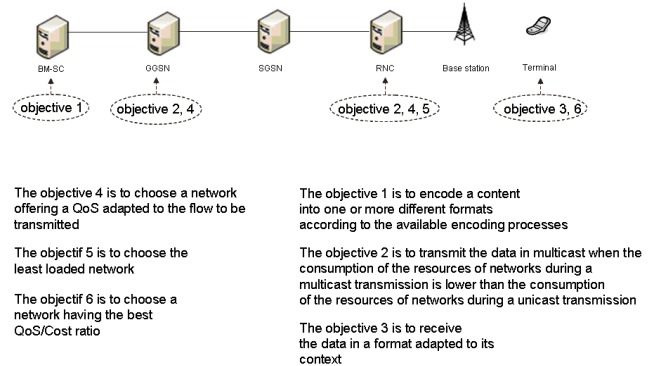 BM-SC
GGSN
SGSN
RNC
Base station
Terminal
objective 1
objective 2, 4
objective 2, 4, 5
objective 3, 6
The objective 4 is to choose a network
offering a QoS adapted to the flow to be
transmitted
The objectif 5 is to choose the
least loaded network
The objectif 6 is to choose a
network having the best
QoS/Cost ratio
The objective 1 is to encode a content
into one or more different formats
according to the available encoding processes
The objective 2 is to transmit the data in multicast when the
consumption of the resources of networks during a
multicast transmission is lower than the consumption
of the resources of networks during a unicast transmission
The objective 3 is to receive
the data in a format adapted to its
context